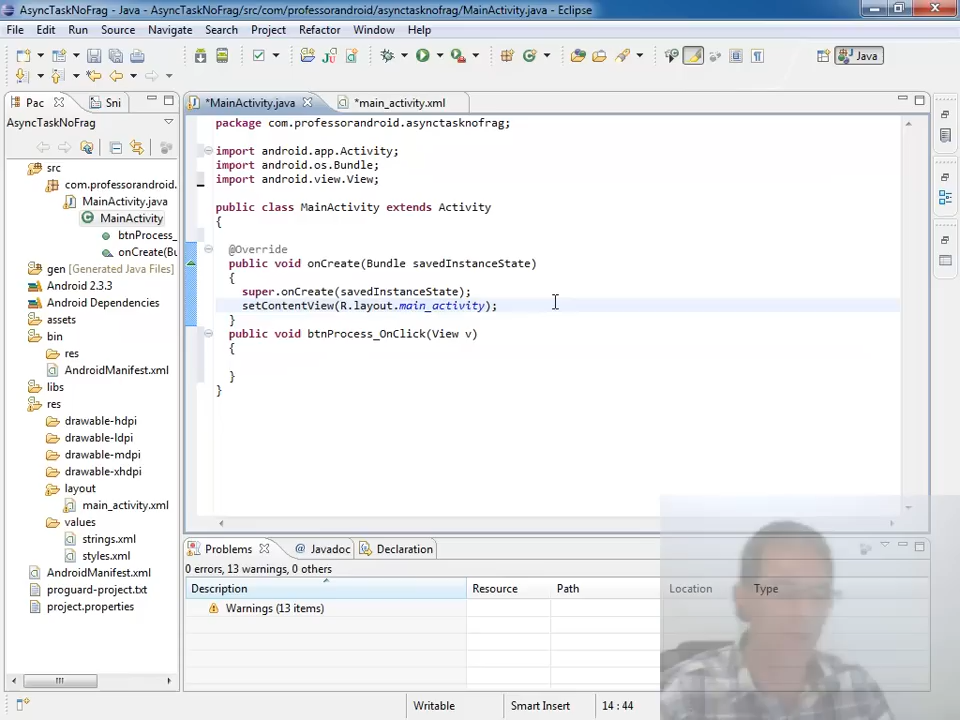 AsyncTaskNoFrag - Java - AsyncTaskNoFrag/src/com/professorandroid/asynctasknofrag/MainActivity.java - Eclipse
File Edit Run Source Navigate Search Project Refactor Window Help
Java
Pac
Sni
*MainActivity.java
*main_activity.xml
AsyncTaskNoFrag
src
com.professorandroid.
MainActivity.java
MainActivity
btnProcess_
onCreate(Bu
gen [Generated Java Files]
Android 2.3.3
Android Dependencies
assets
bin
res
AndroidManifest.xml
libs
res
drawable-hdpi
drawable-ldpi
drawable-mdpi
drawable-xhdpi
layout
main_activity.xml
values
strings.xml
styles.xml
AndroidManifest.xml
proguard-project.txt
project.properties
package com.professorandroid.asynctasknofrag;
import android.app.Activity;
import android.os.Bundle;
import android.view.View;
public class MainActivity extends Activity
{
@Override
public void onCreate(Bundle savedInstanceState)
{
super.onCreate(savedInstanceState);
setContentView(R.layout.main_activity);
}
public void btnProcess_OnClick(View v)
{
}
}
Problems
@ Javadoc
Declaration
0 errors, 13 warnings, 0 others
Description Resource Path Location Type
Warnings (13 items)
Writable Smart Insert 14 : 44